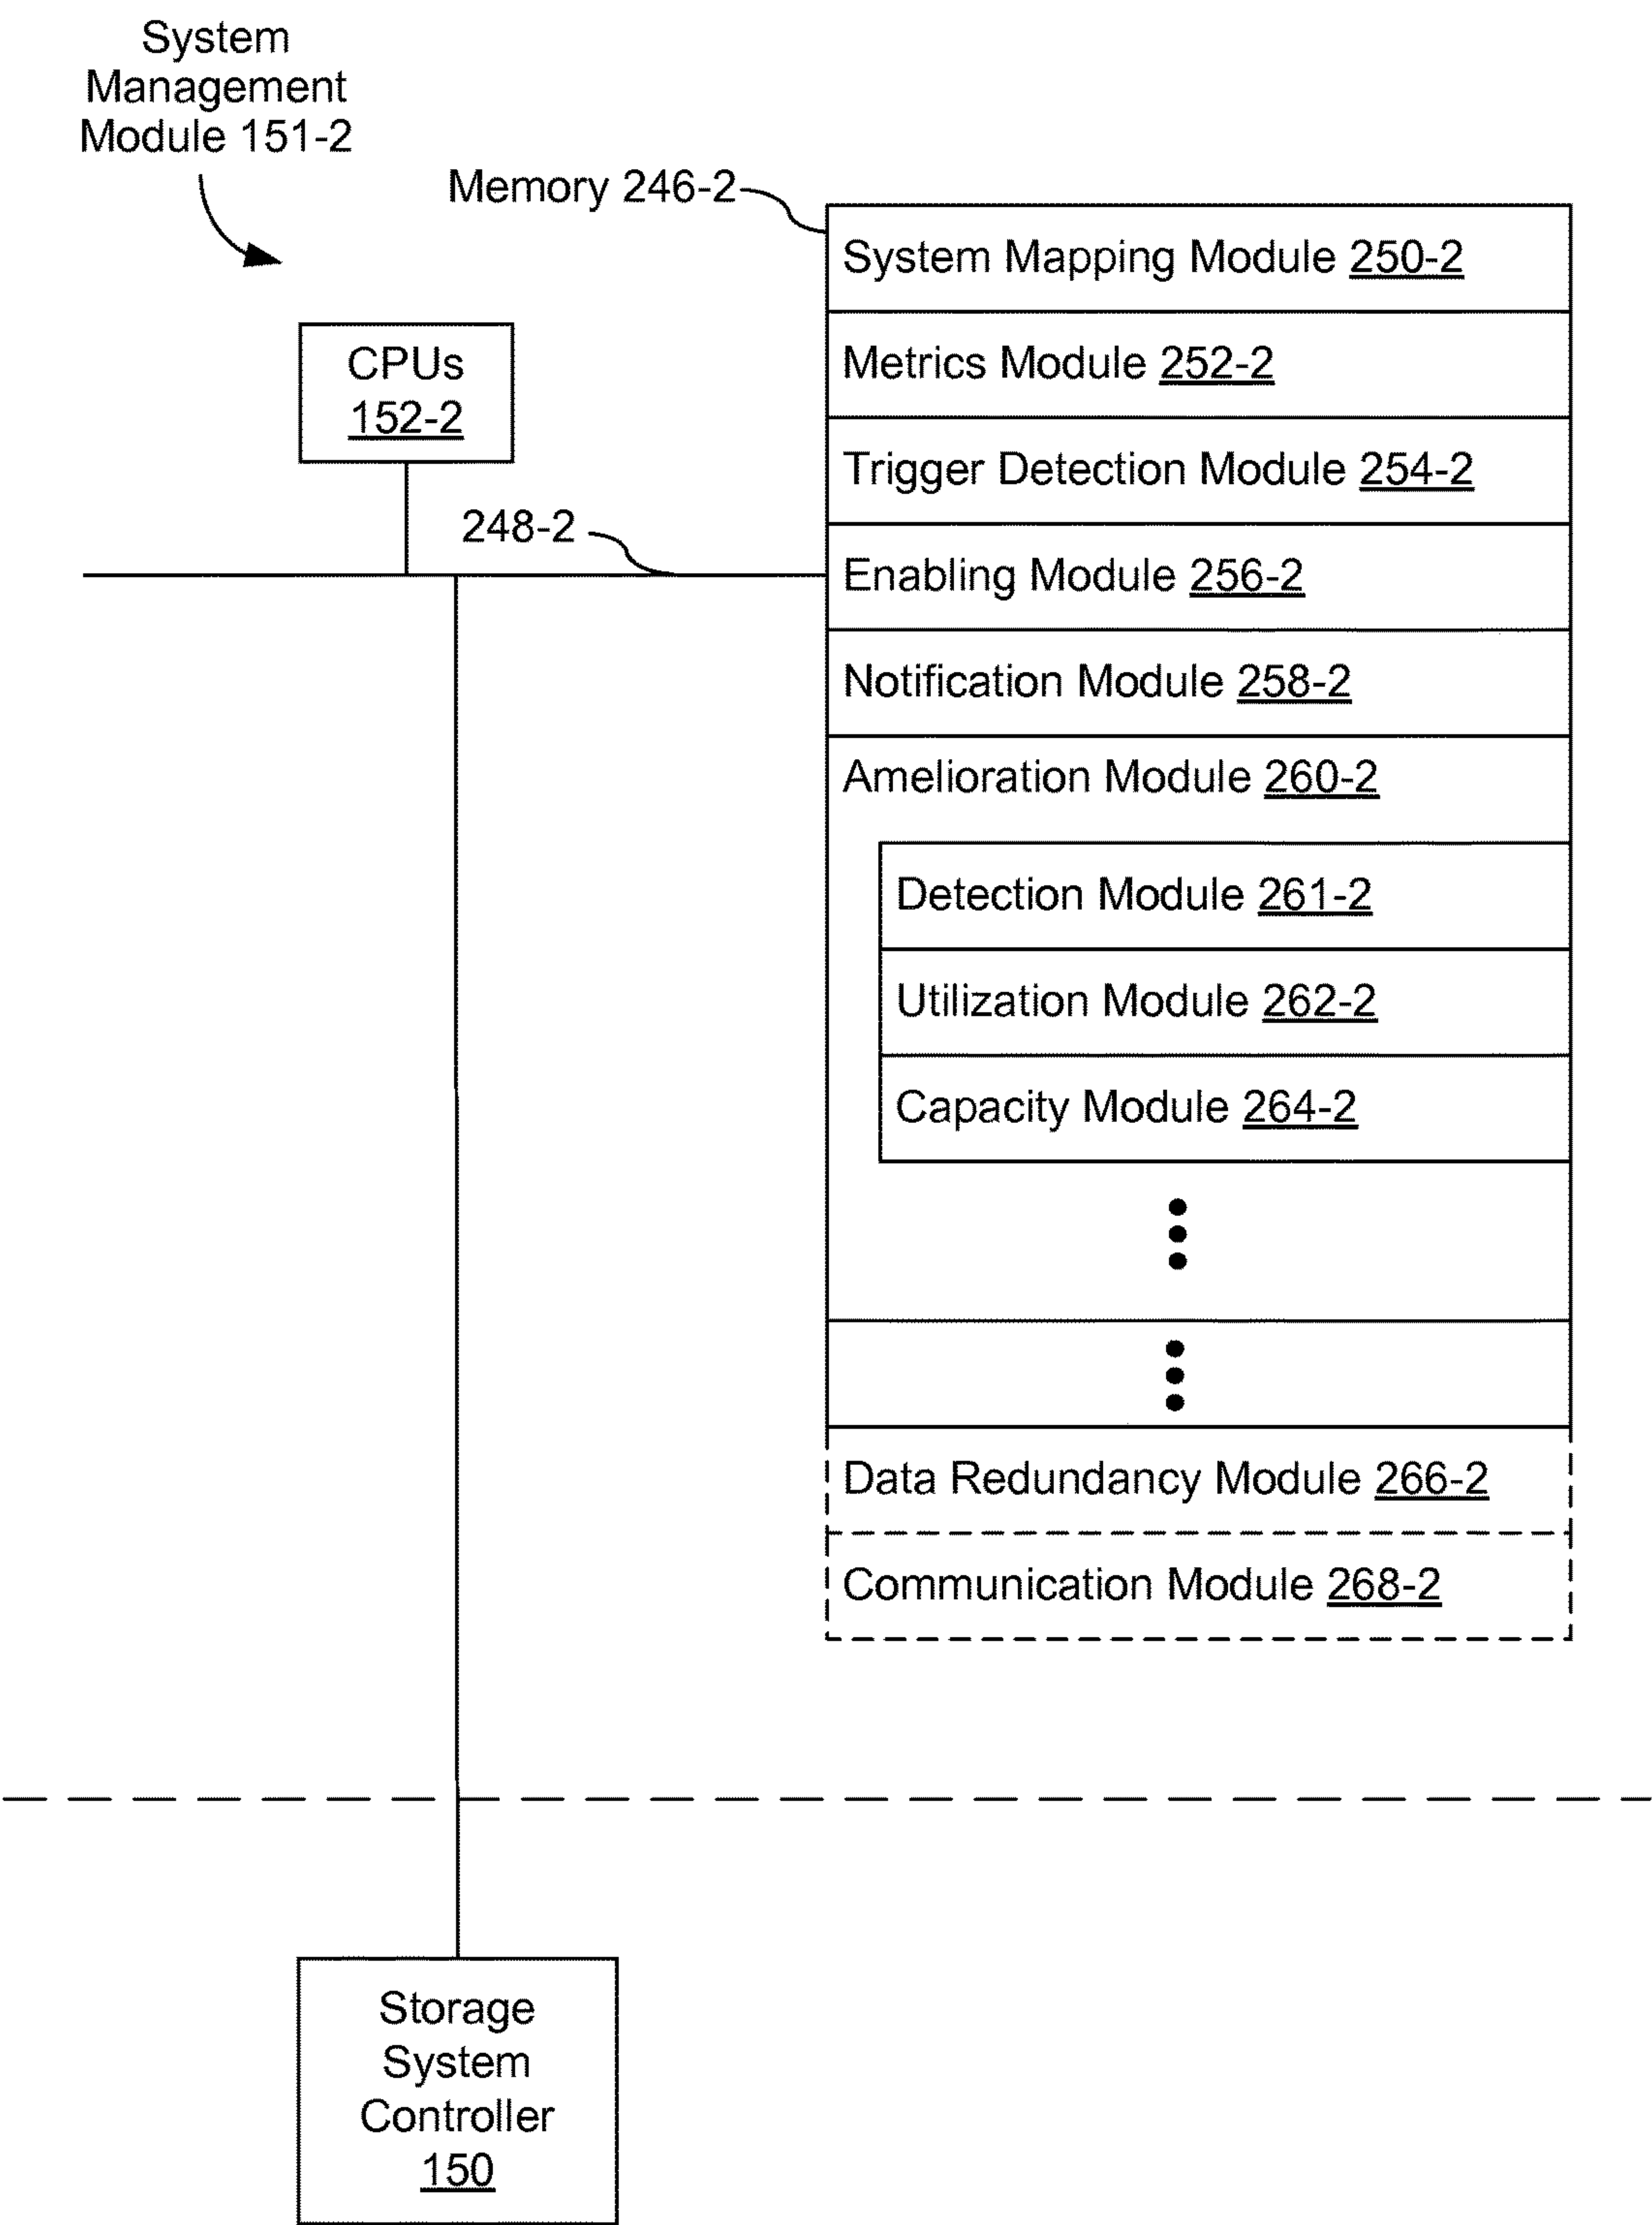 System
Management
Module 151-2
Memory 246-2
System Mapping Module 250-2
CPUs
152-2
Metrics Module 252-2
Trigger Detection Module 254-2
248-2
Enabling Module 256-2
Notification Module 258-2
Amelioration Module 260-2
Detection Module 261-2
Utilization Module 262-2
Capacity Module 264-2
Data Redundancy Module 266-2
Communication Module 268-2
Storage
System
Controller
150